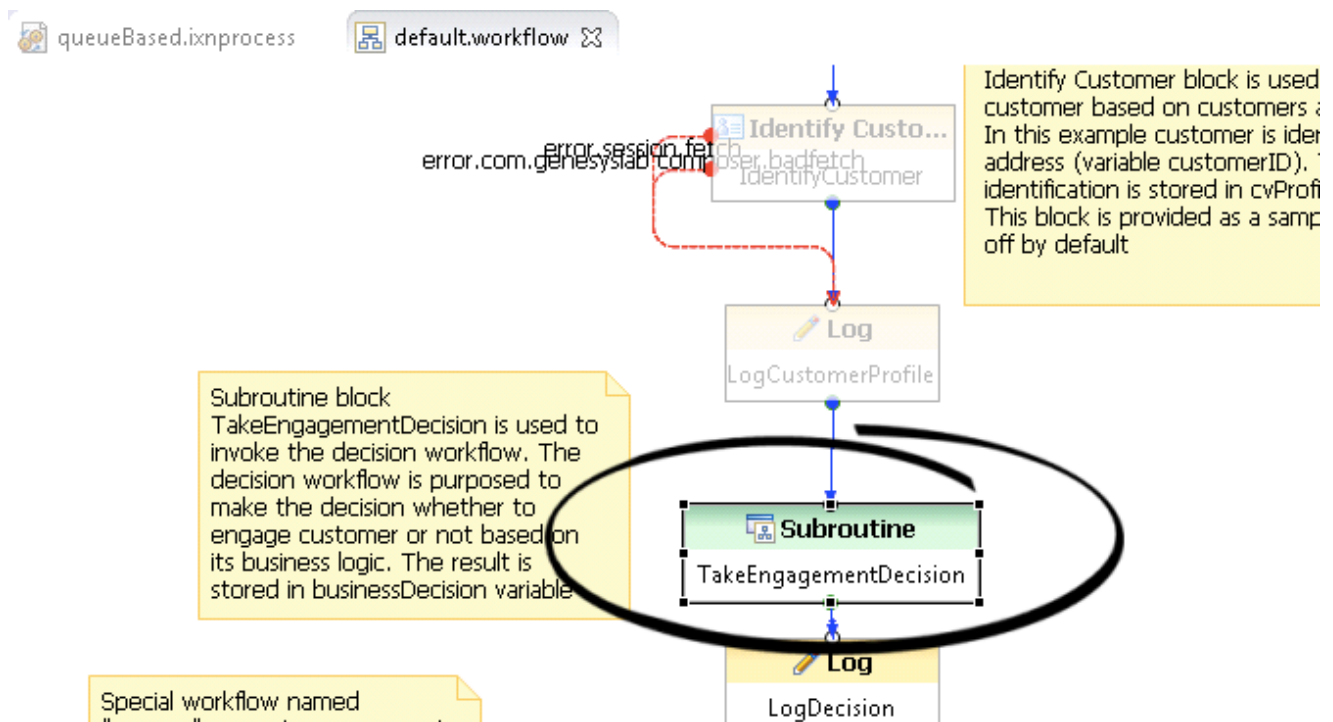 queueBased.ixnprocess
default.workflow
Identify Customer block is used
customer based on customers
In this example customer is
address (variable customerID).
identification is stored in
This block is provided as a
off by default
Identify Custo...
IdentifyCustomer
error.session.fetch
error.com.genesyslab.composer.badfetch
Log
LogCustomerProfile
Subroutine block
TakeEngagementDecision is used to
invoke the decision workflow. The
decision workflow is purposed to
make the decision whether to
engage customer or not based on
its business logic. The result is
stored in businessDecision variable
Subroutine
TakeEngagementDecision
Log
LogDecision
Special workflow named